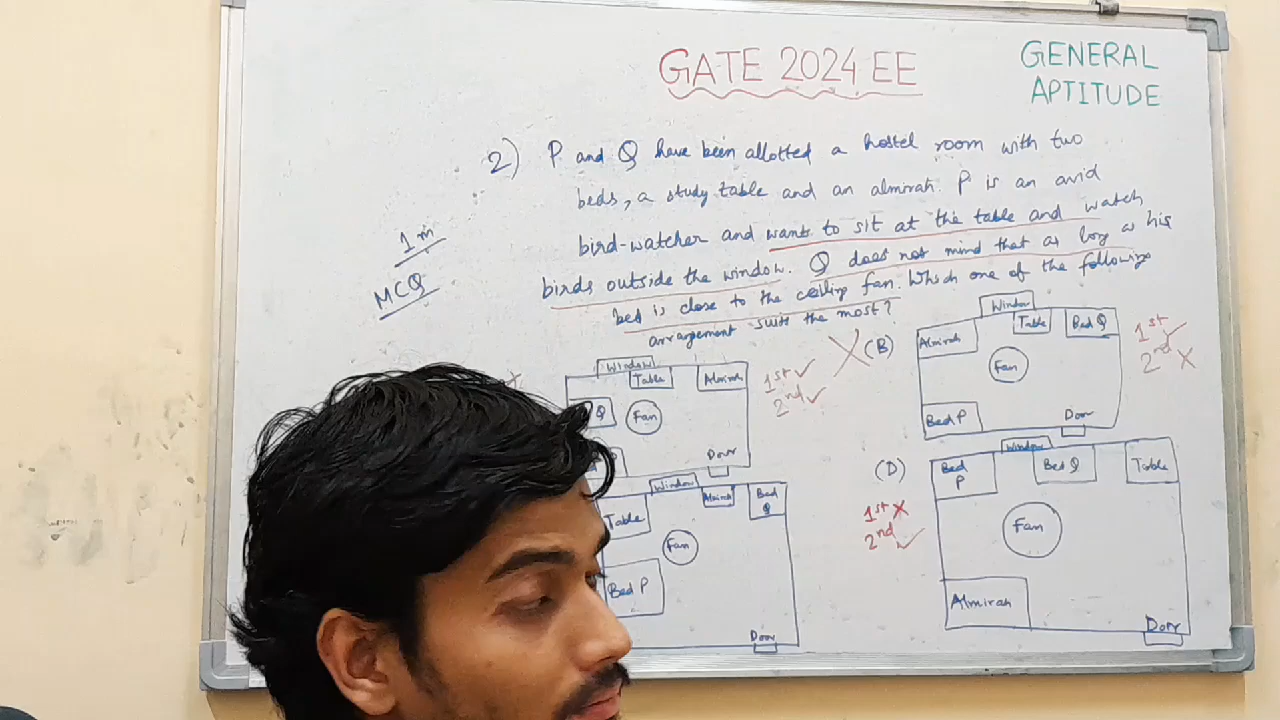 GATE 2024 EE
GENERAL
APTITUDE
2) P and Q have been allotted a hostel room with two
beds, a study table and an almirah. P is an avid
bird-watcher and wants to sit at the table and watch
birds outside the window. Q does not mind that as long as his
bed is close to the ceiling fan. Which one of the following
arrangement suits the most?
1 m
MCQ
Window
Table
Almirah
Q
Fan
Door
1st ✓
2nd ✓
X (B)
Window
Almirah
Table
Bed Q
Fan
Bed P
Door
1st ✓
2nd X
Window
Table
Almirah
Bed
Q
Fan
Bed P
Door
(D)
1st X
2nd ✓
Window
Bed
P
Bed Q
Table
Fan
Almirah
Door